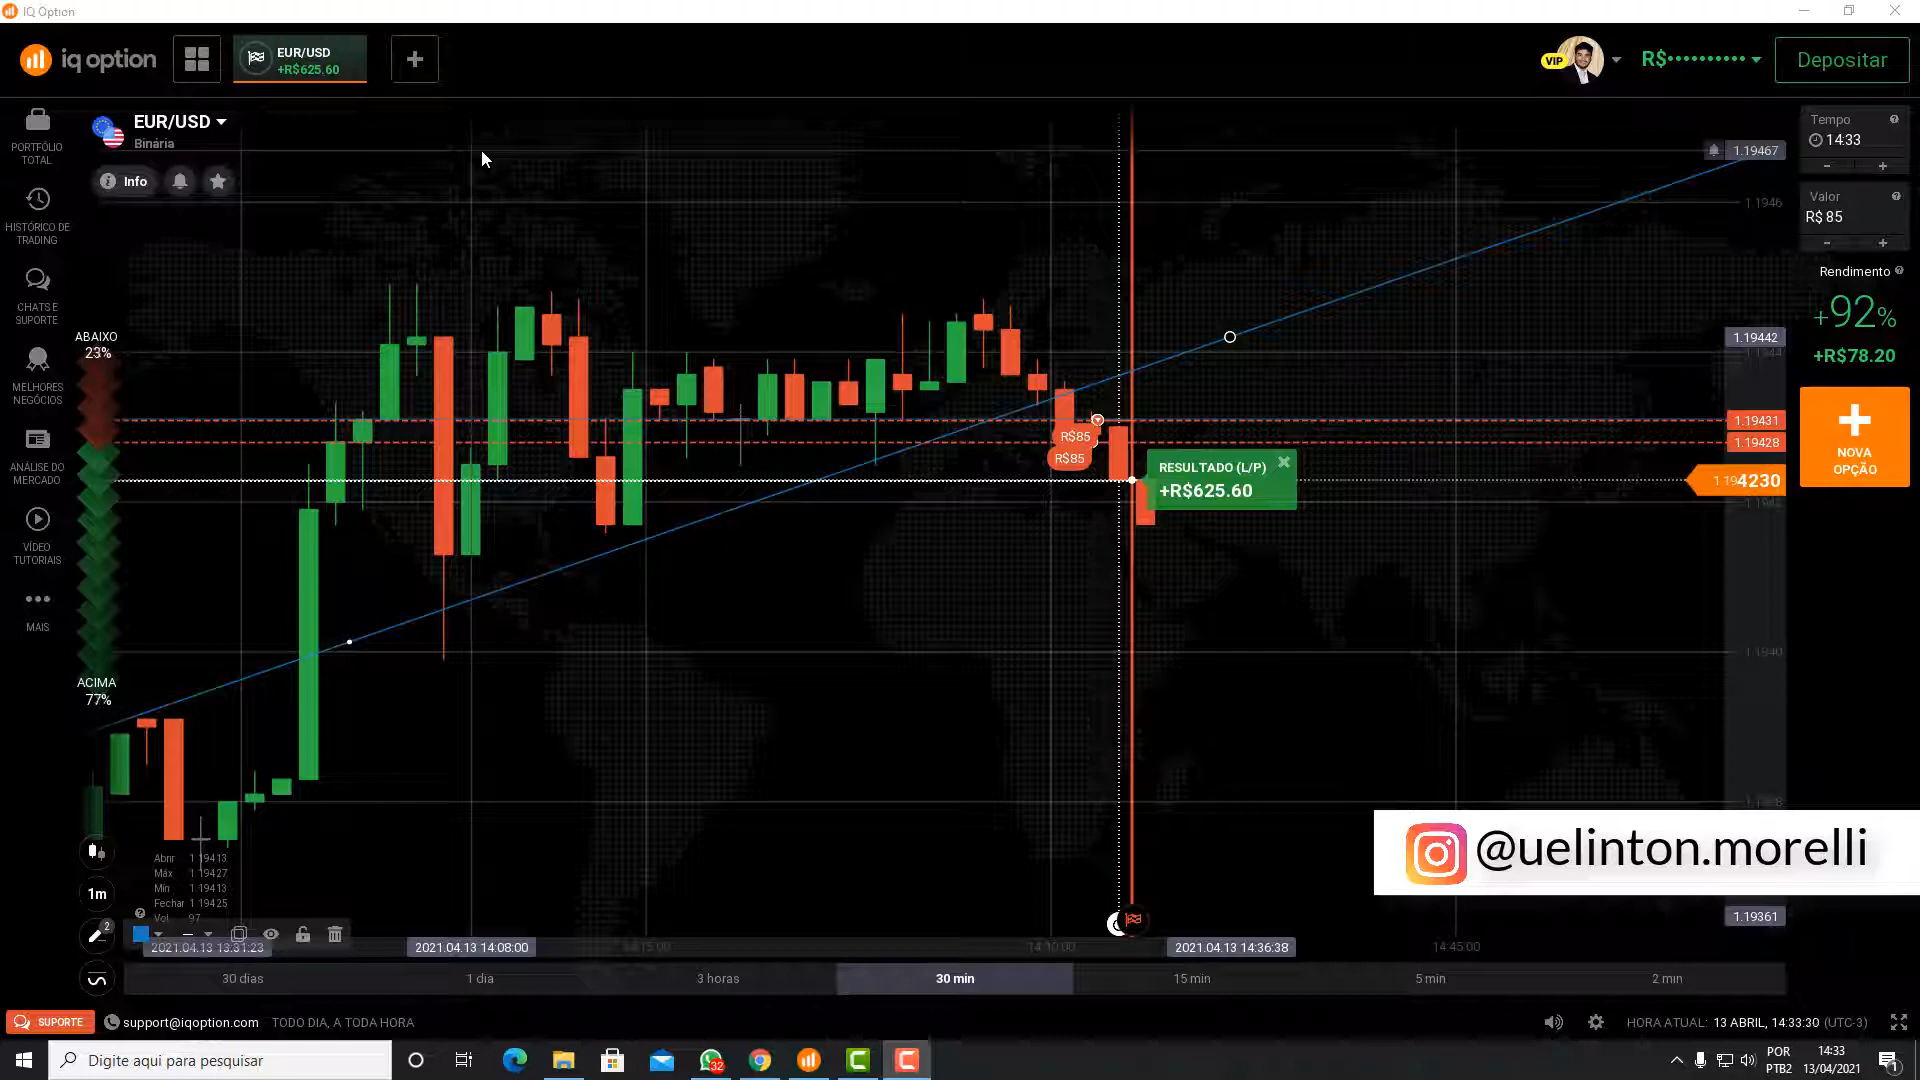 IQ Option
iq option
EUR/USD
+R$625.60
VIP
R$••••••••••
Depositar
PORTFÓLIO
TOTAL
HISTÓRICO DE
TRADING
CHATS E
SUPORTE
MELHORES
NEGÓCIOS
ANÁLISE DO
MERCADO
VÍDEO
TUTORIAIS
MAIS
EUR/USD
Binária
Info
ABAIXO
23%
ACIMA
77%
R$85
R$85
RESULTADO (L/P)
+R$625.60
1.19467
1.1946
1.19442
1.19431
1.19428
1.194230
1.1940
1.19361
Tempo
14:33
Valor
R$ 85
Rendimento
+92%
+R$78.20
NOVA
OPÇÃO
@uelinton.morelli
Abrir 1.19413
Máx 1.19427
Mín 1.19413
Fechar 1.19425
Vol 97
1m
2
2021.04.13 13:31:23
2021.04.13 14:08:00
2021.04.13 14:36:38
14:45:00
30 dias
1 dia
3 horas
30 min
15 min
5 min
2 min
SUPORTE
support@iqoption.com
TODO DIA, A TODA HORA
HORA ATUAL: 13 ABRIL, 14:33:30 (UTC-3)
Digite aqui para pesquisar
32
POR
PTB2
14:33
13/04/2021
1